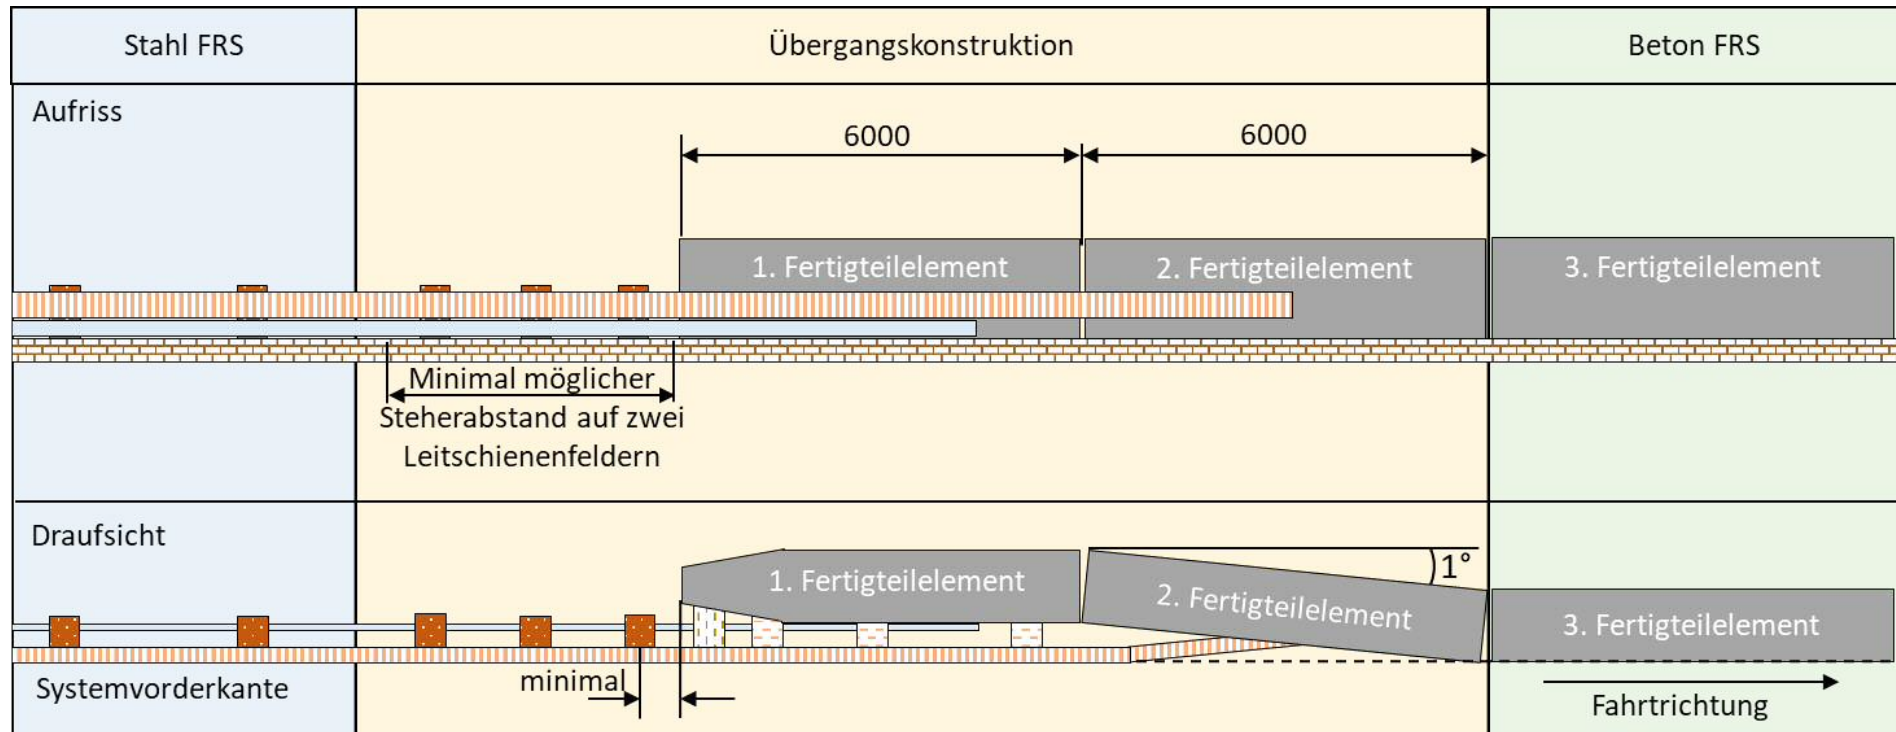 Stahl FRS
Übergangskonstruktion
Beton FRS
Aufriss
6000
6000
1. Fertigteilelement
2. Fertigteilelement
3. Fertigteilelement
Minimal möglicher
Steherabstand auf zwei
Leitschienenfeldern
Draufsicht
1°
1. Fertigteilelement
2. Fertigteilelement
3. Fertigteilelement
Systemvorderkante
minimal
Fahrtrichtung